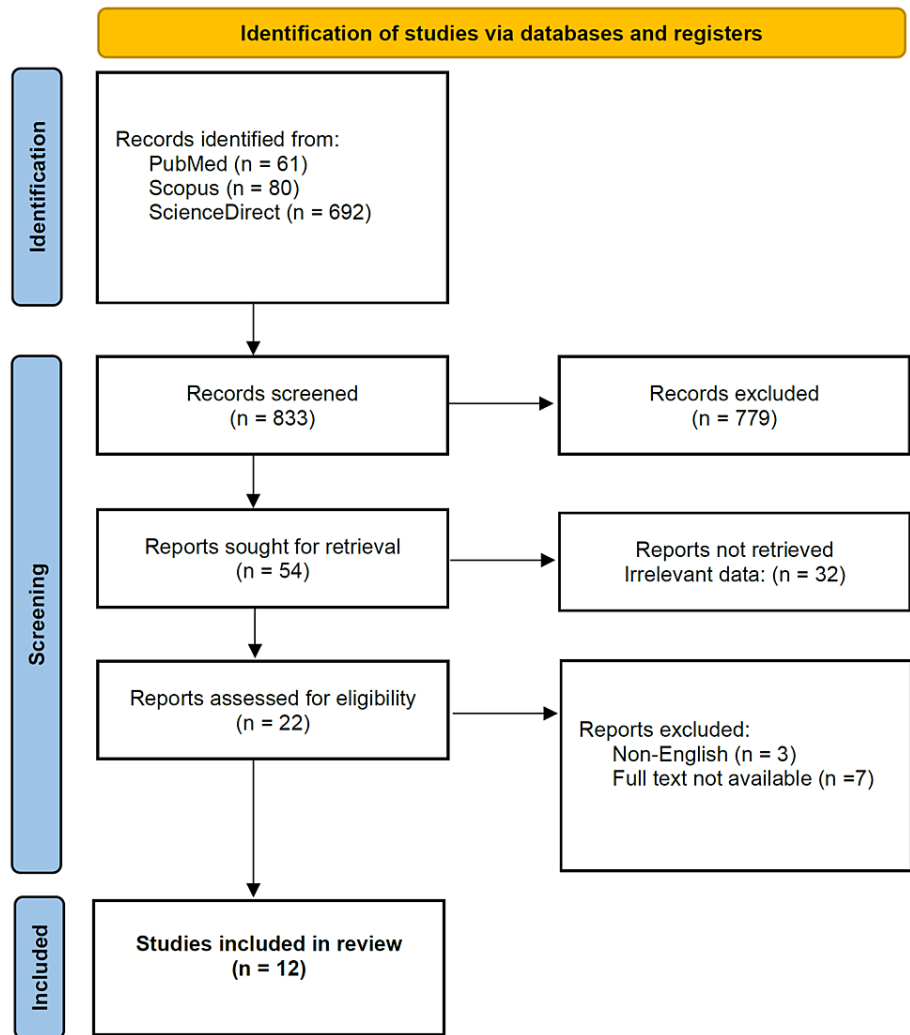 Identification of studies via databases and registers
Identification
Records identified from:
PubMed (n = 61)
Scopus (n = 80)
ScienceDirect (n = 692)
Screening
Records screened
(n = 833)
Records excluded
(n = 779)
Reports sought for retrieval
(n = 54)
Reports not retrieved
Irrelevant data: (n = 32)
Reports assessed for eligibility
(n = 22)
Reports excluded:
Non-English (n = 3)
Full text not available (n =7)
Included
Studies included in review
(n = 12)